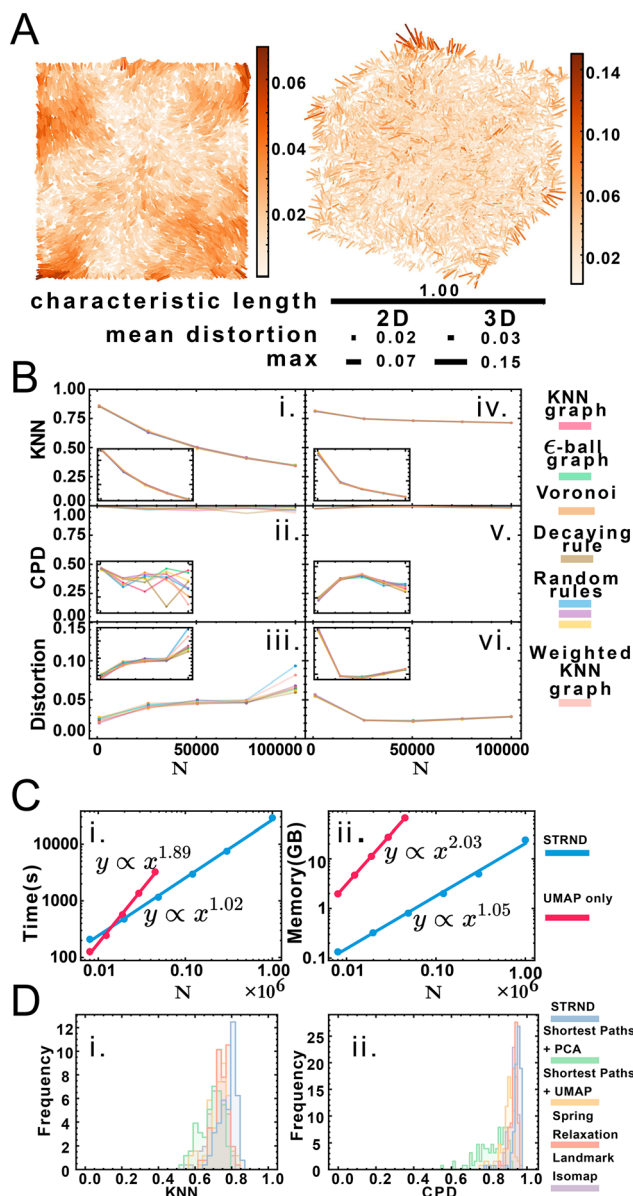 A
0.06
0.04
0.02
0.14
0.10
0.06
0.02
characteristic length
1.00
2D 3D
mean distortion 0.02 0.03
max 0.07 0.15
B
KNN
1.00
0.75
0.50
0.25
0.00
i.
iv.
CPD
1.00
0.50
0.25
0.00
ii.
v.
Distortion
0.15
0.10
0.05
0.00
iii.
vi.
0 50000 100000
0 50000 100000
N
N
KNN
graph
ϵ-ball
graph
Voronoi
Decaying
rule
Random
rules
Weighted
KNN
graph
C
Time(s)
10000
1000
100
i.
y ∝ x^1.89
y ∝ x^1.02
0.01 0.10 1.00
N ×10⁶
Memory(GB)
10
1
0.1
ii.
y ∝ x^2.03
y ∝ x^1.05
0.01 0.10 1.00
N ×10⁶
STRND
UMAP only
D
Frequency
12
10
8
6
4
2
0
i.
0.0 0.2 0.4 0.6 0.8 1.0
KNN
Frequency
25
20
15
10
5
0
ii.
0.0 0.2 0.4 0.6 0.8 1.0
CPD
STRND
Shortest Paths
+ PCA
Shortest Paths
+ UMAP
Spring
Relaxation
Landmark
Isomap